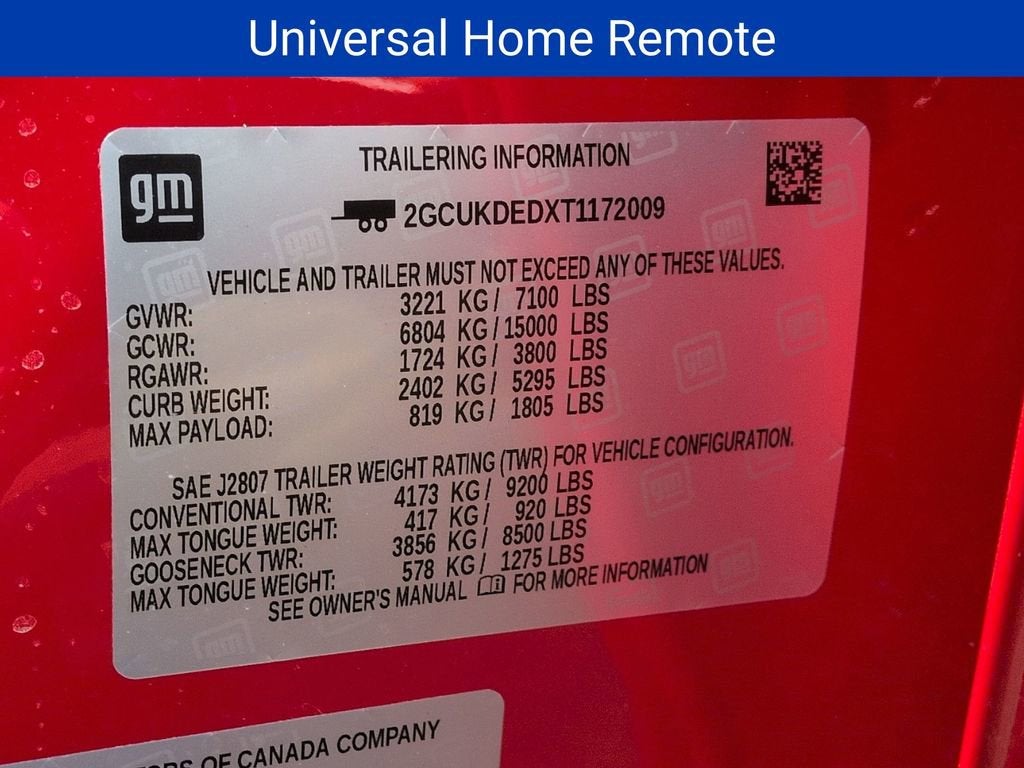 Universal Home Remote
gm
TRAILERING INFORMATION
2GCUKDEDXT1172009
VEHICLE AND TRAILER MUST NOT EXCEED ANY OF THESE VALUES.
GVWR: 3221 KG / 7100 LBS
GCWR: 6804 KG / 15000 LBS
RGAWR: 1724 KG / 3800 LBS
CURB WEIGHT: 2402 KG / 5295 LBS
MAX PAYLOAD: 819 KG / 1805 LBS
SAE J2807 TRAILER WEIGHT RATING (TWR) FOR VEHICLE CONFIGURATION.
CONVENTIONAL TWR: 4173 KG / 9200 LBS
MAX TONGUE WEIGHT: 417 KG / 920 LBS
GOOSENECK TWR: 3856 KG / 8500 LBS
MAX TONGUE WEIGHT: 578 KG / 1275 LBS
SEE OWNER'S MANUAL FOR MORE INFORMATION
OF CANADA COMPANY